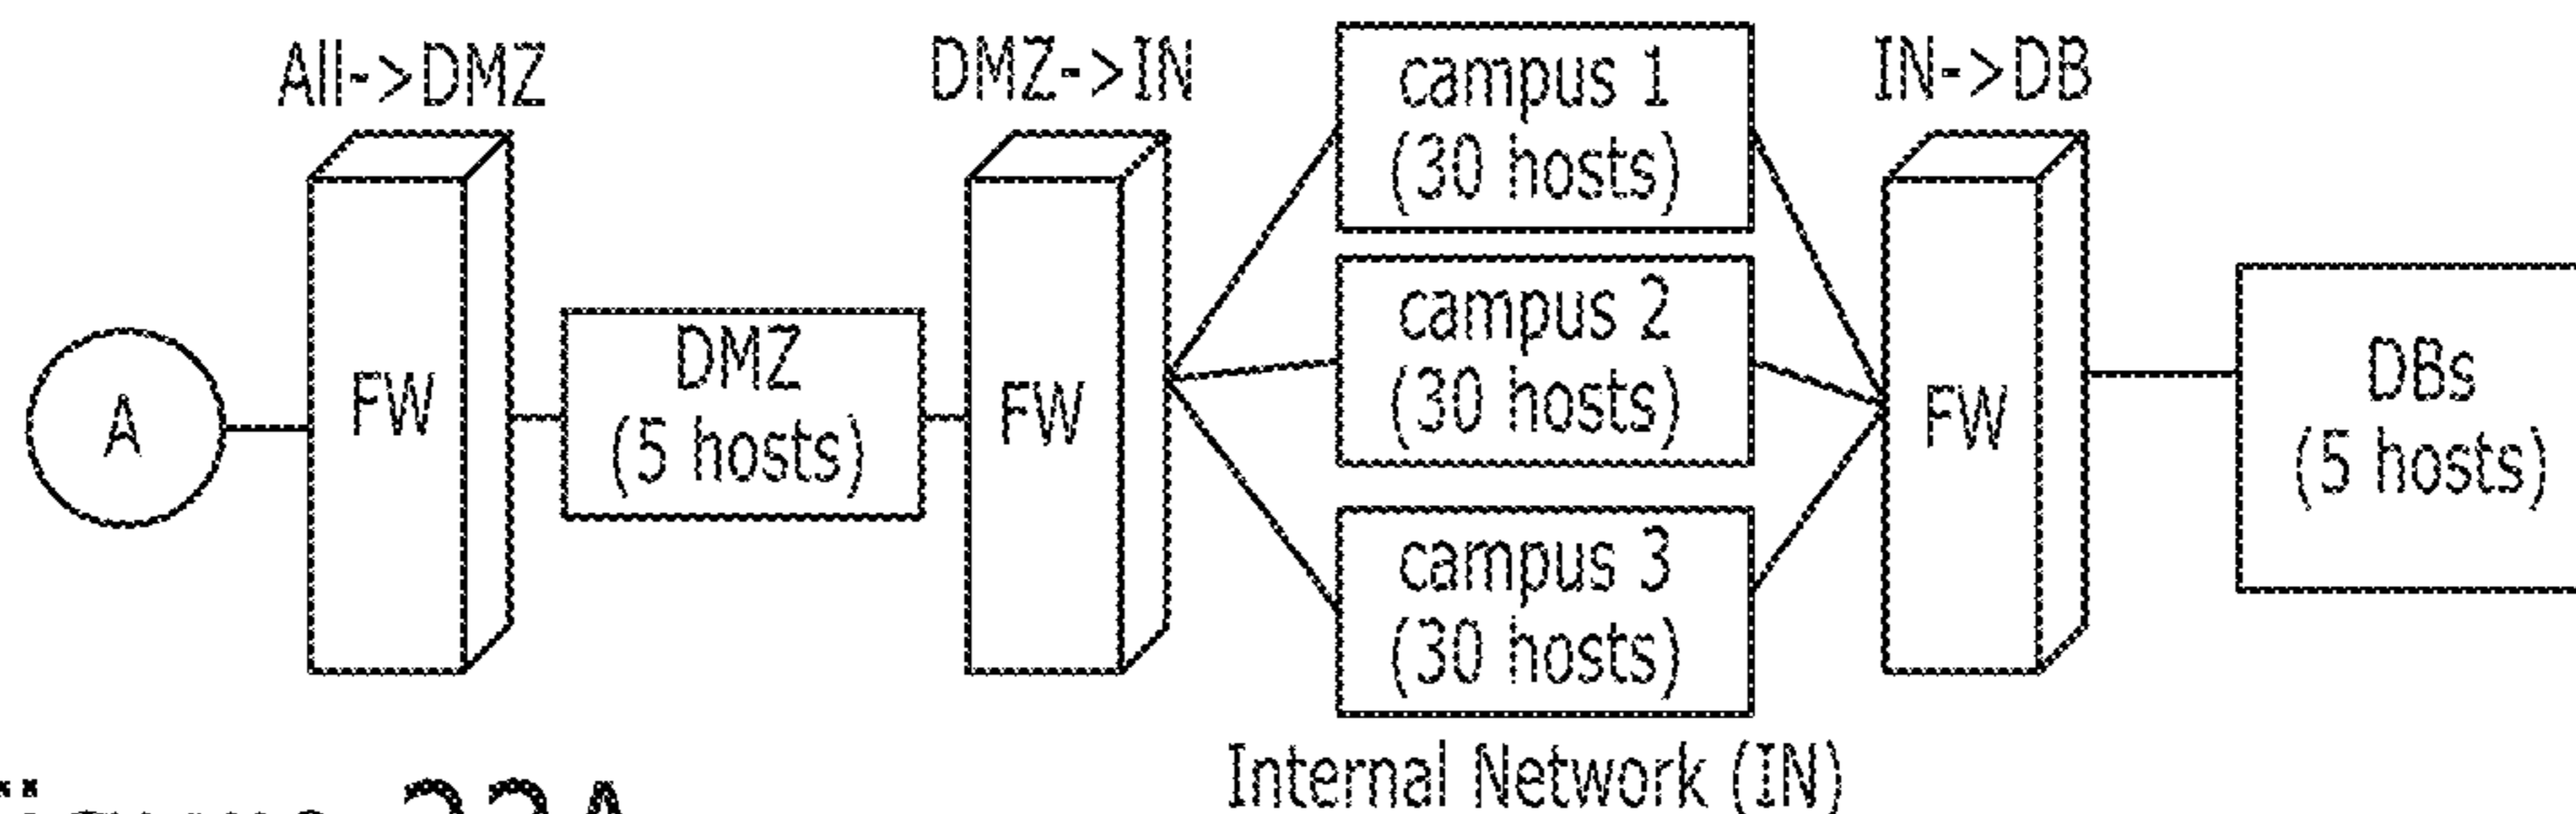 All->DMZ
DMZ->IN
IN->DB
A
FW
DMZ
(5 hosts)
FW
campus 1
(30 hosts)
campus 2
(30 hosts)
campus 3
(30 hosts)
Internal Network (IN)
FW
DBs
(5 hosts)